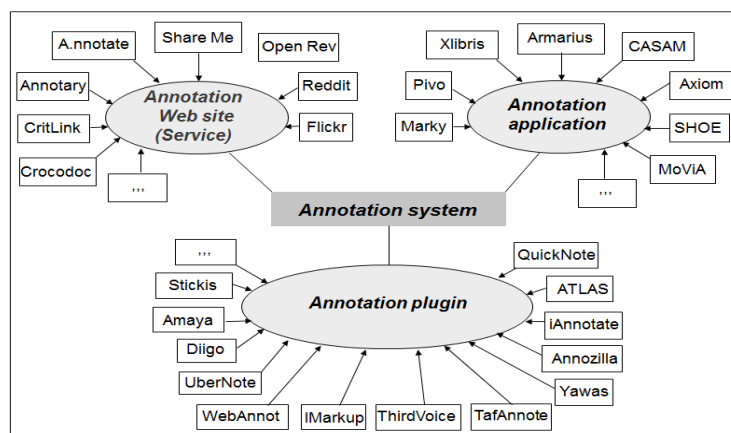 Share Me
A.nnotate
Open Rev
Annotary
Annotation
Web site
(Service)
Reddit
CritLink
Flickr
Crocodoc
,,,
Armarius
Xlibris
CASAM
Pivo
Annotation
application
Axiom
Marky
SHOE
MoViA
,,,
Annotation system
,,,
QuickNote
Stickis
Annotation plugin
ATLAS
Amaya
iAnnotate
Diigo
Annozilla
UberNote
Yawas
WebAnnot
IMarkup
ThirdVoice
TafAnnote